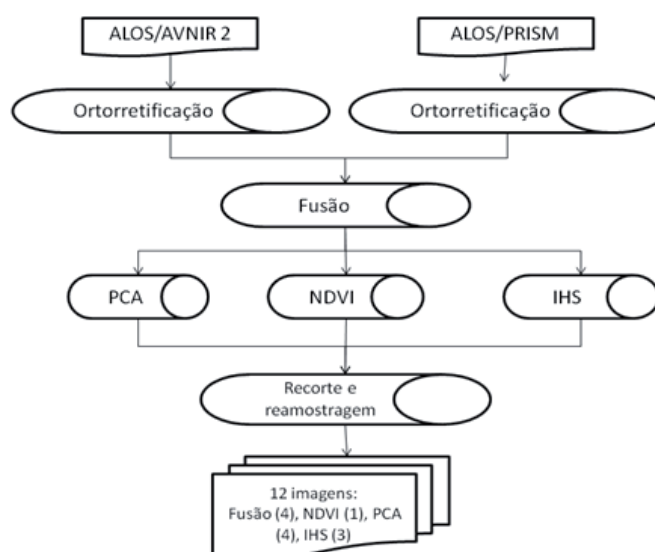 ALOS/AVNIR 2
ALOS/PRISM
Ortorretificação
Ortorretificação
Fusão
PCA
NDVI
IHS
Recorte e
reamostragem
12 imagens:
Fusão (4), NDVI (1), PCA
(4), IHS (3)